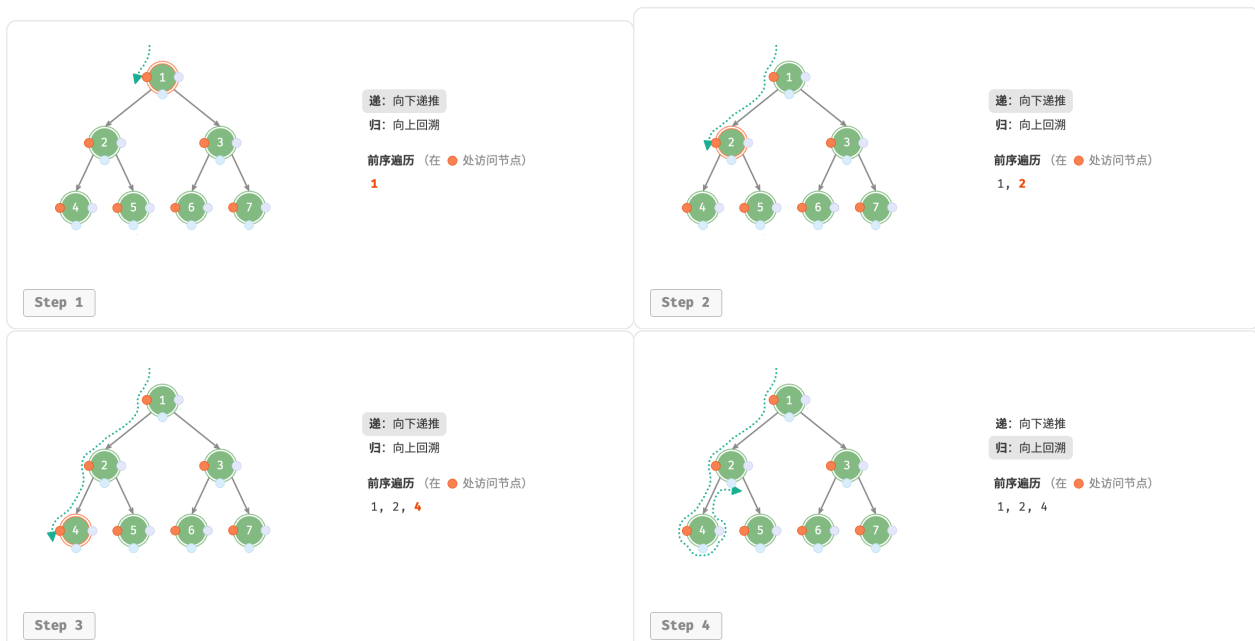 1
2
3
4
5
6
7
递：向下递推
归：向上回溯
前序遍历（在 处访问节点）
1
Step 1
1
2
3
4
5
6
7
递：向下递推
归：向上回溯
前序遍历（在 处访问节点）
1, 2
Step 2
1
2
3
4
5
6
7
递：向下递推
归：向上回溯
前序遍历（在 处访问节点）
1, 2, 4
Step 3
1
2
3
4
5
6
7
递：向下递推
归：向上回溯
前序遍历（在 处访问节点）
1, 2, 4
Step 4